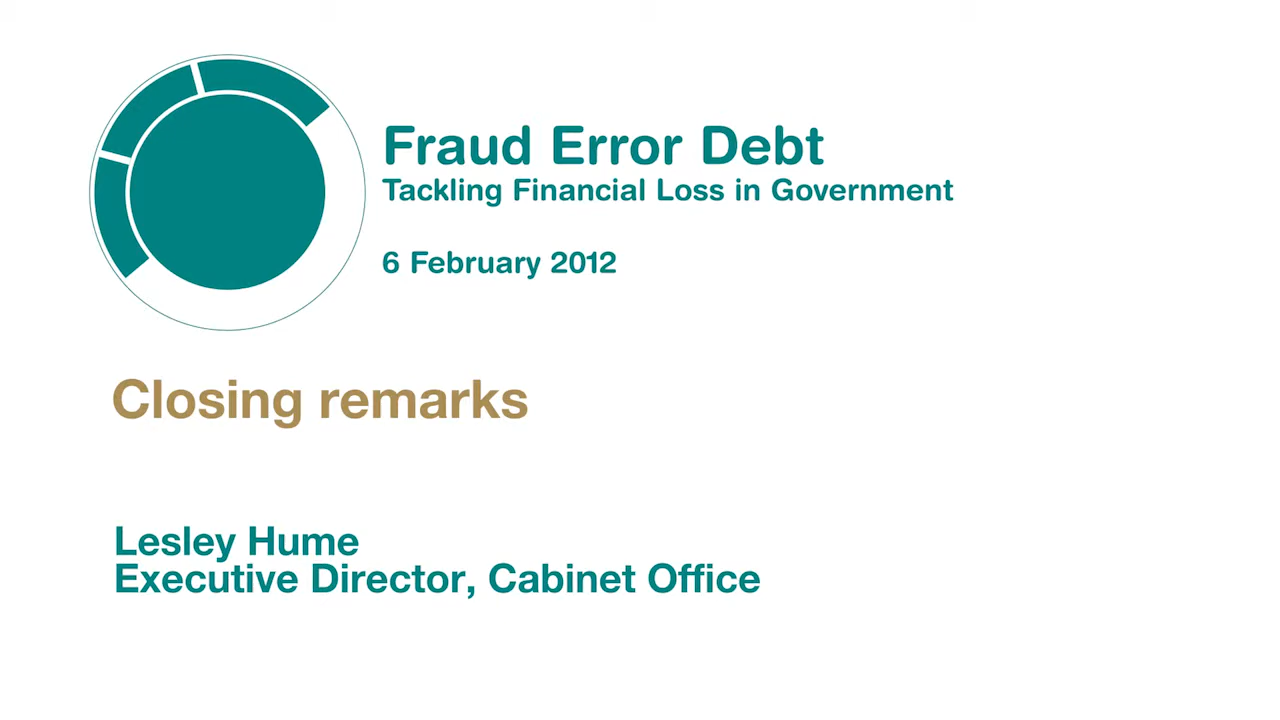 Fraud Error Debt
Tackling Financial Loss in Government
6 February 2012
Closing remarks
Lesley Hume
Executive Director, Cabinet Office